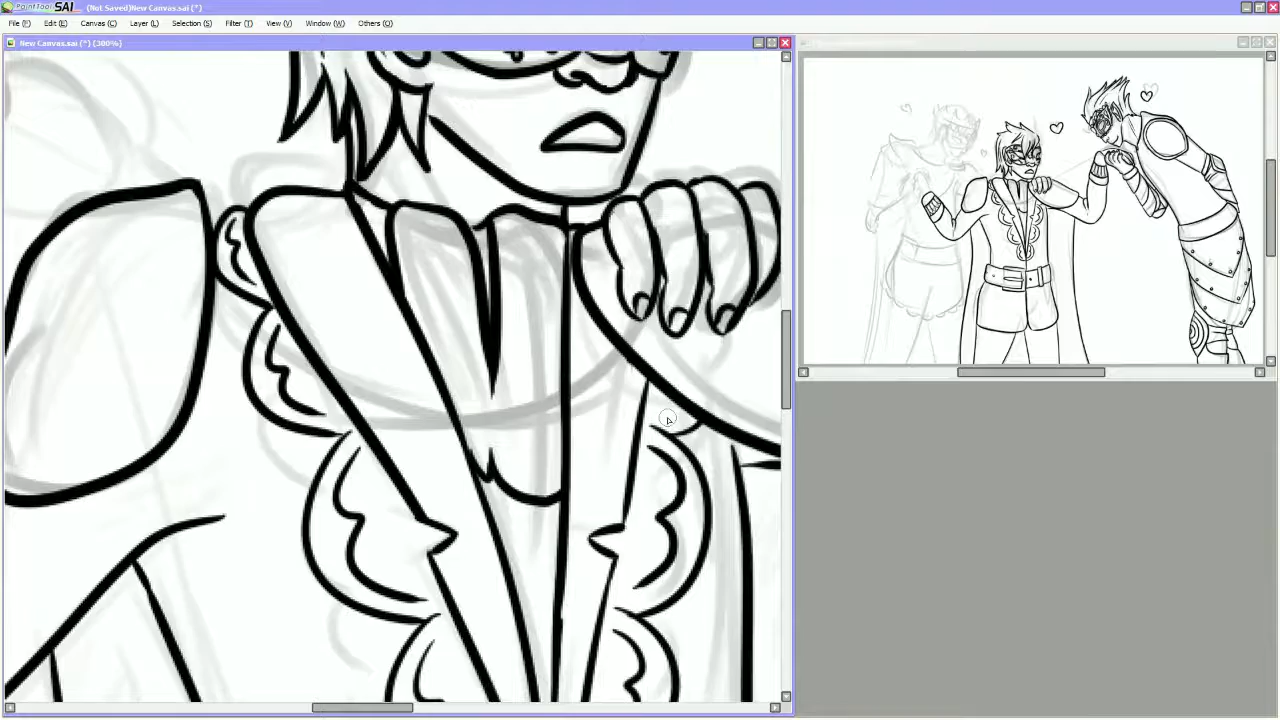 PaintTool SAI (Not Saved)New Canvas.sai (*)
File (F) Edit (E) Canvas (C) Layer (L) Selection (S) Filter (T) View (V) Window (W) Others (O)
New Canvas.sai (*) (300%)